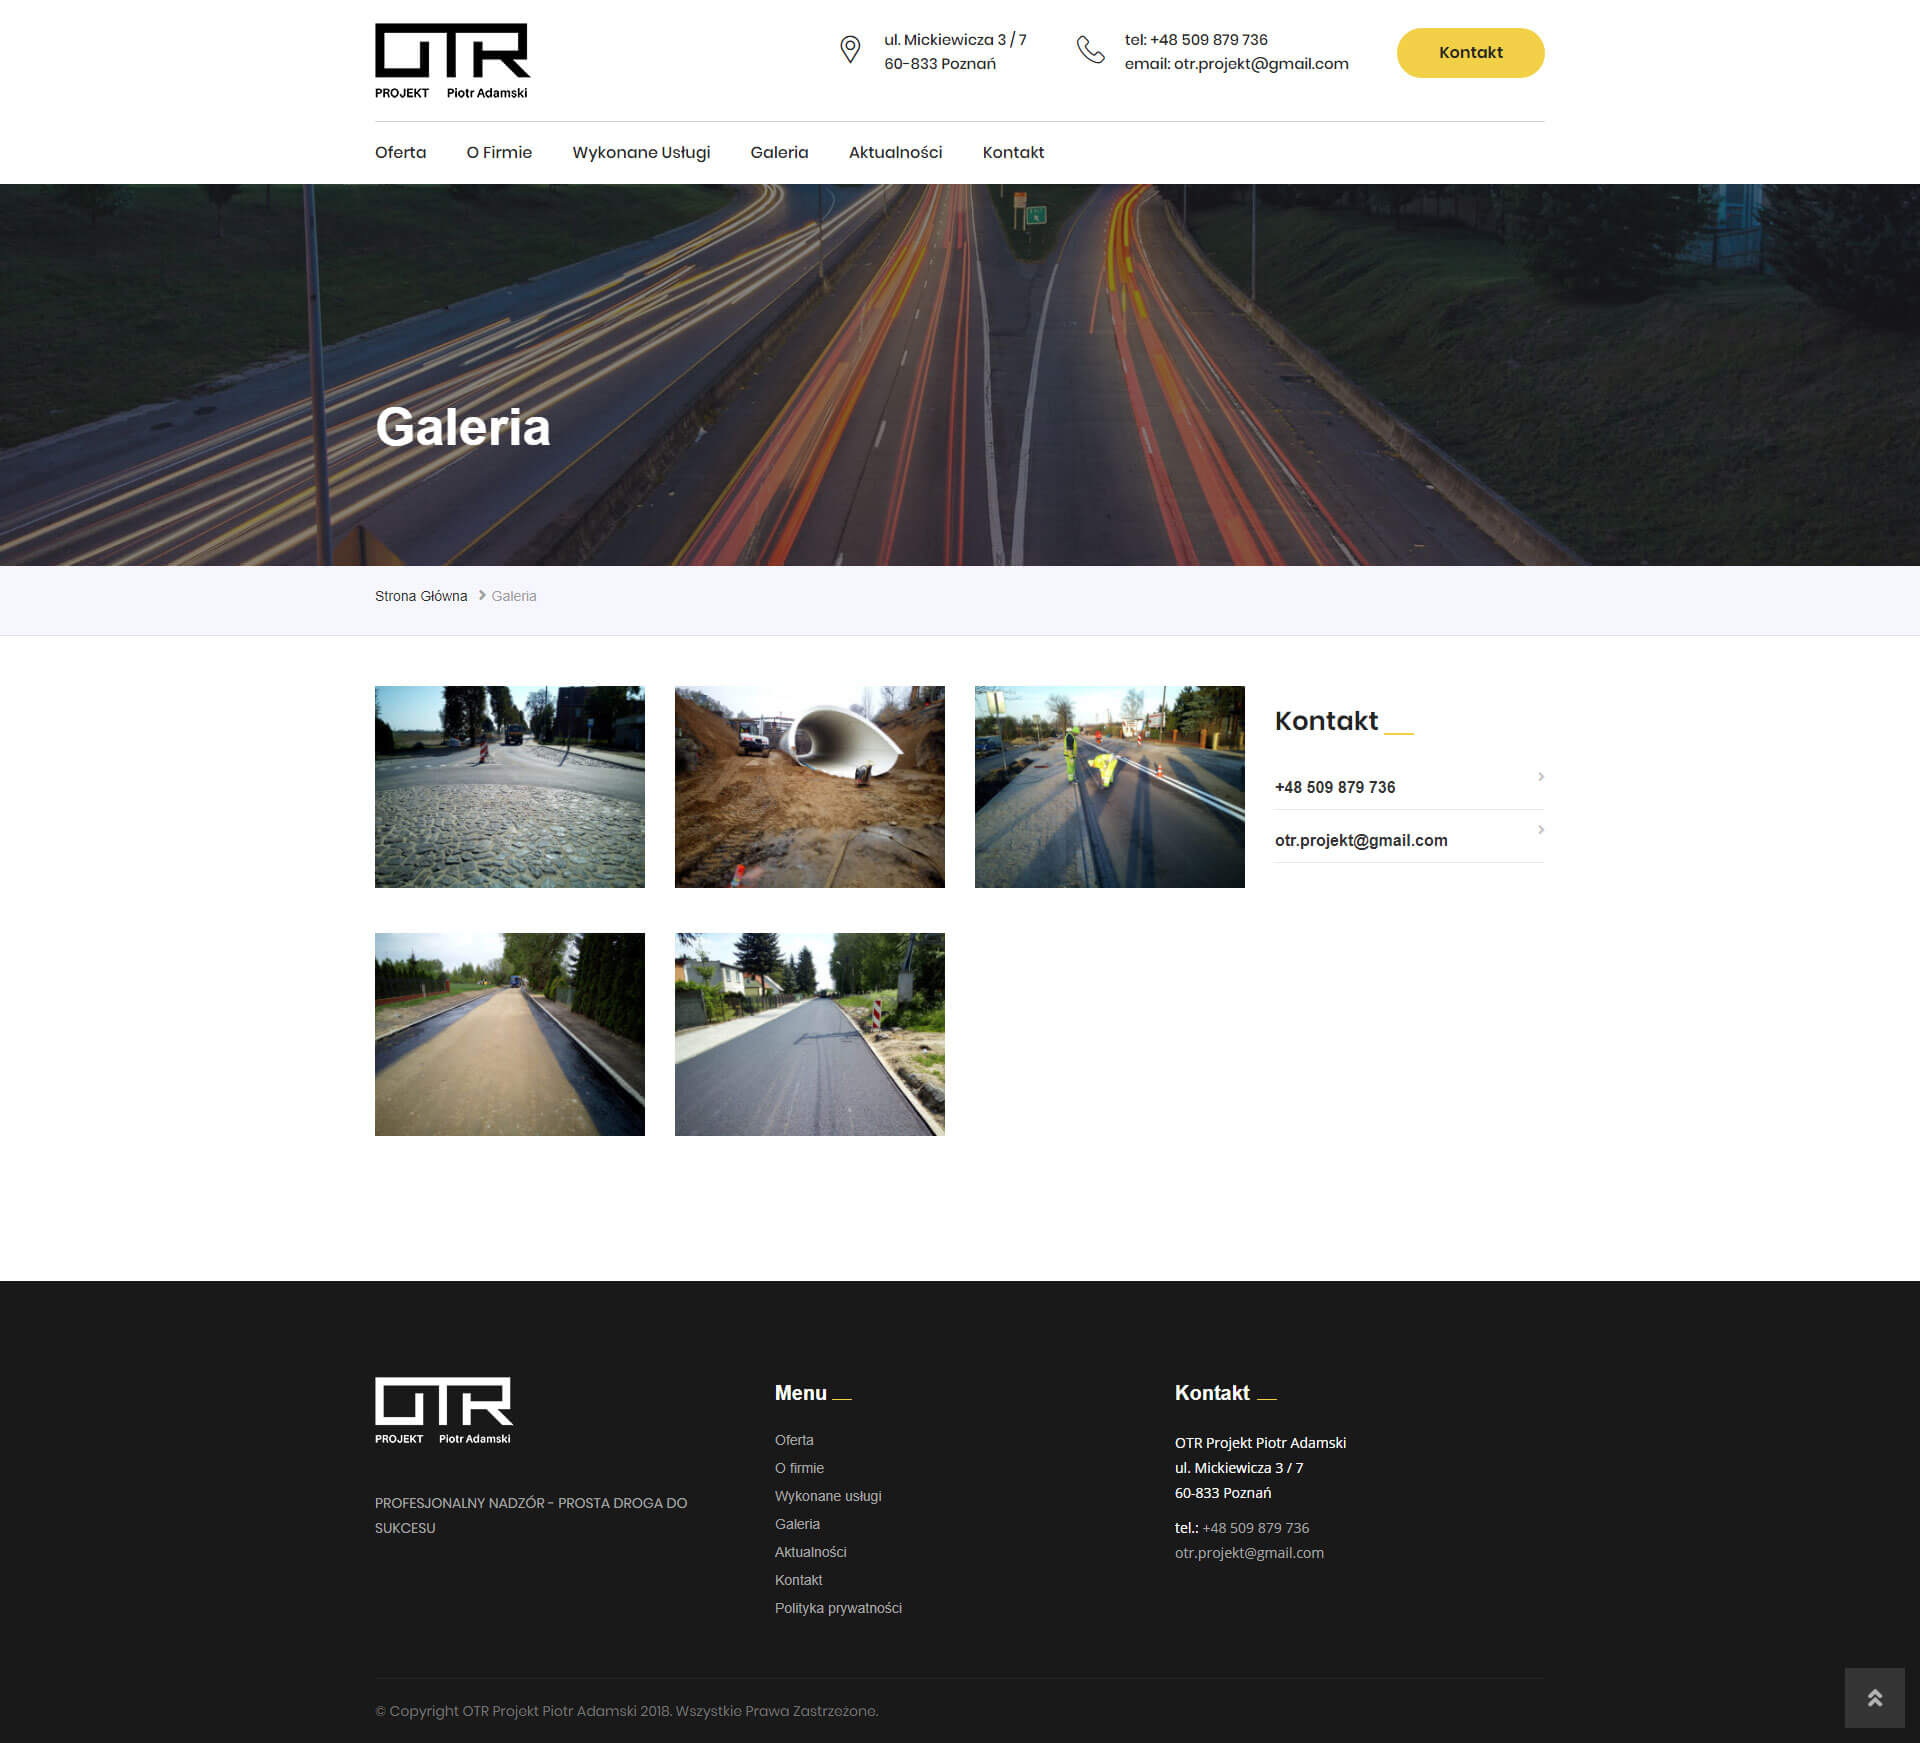 OTR
PROJEKT Piotr Adamski
ul. Mickiewicza 3 / 7
60-833 Poznań
tel: +48 509 879 736
email: otr.projekt@gmail.com
Kontakt
Oferta
O Firmie
Wykonane Usługi
Galeria
Aktualności
Kontakt
Galeria
Strona Główna
Galeria
Kontakt
+48 509 879 736
otr.projekt@gmail.com
OTR
PROJEKT Piotr Adamski
PROFESJONALNY NADZÓR - PROSTA DROGA DO
SUKCESU
Menu
Oferta
O firmie
Wykonane usługi
Galeria
Aktualności
Kontakt
Polityka prywatności
Kontakt
OTR Projekt Piotr Adamski
ul. Mickiewicza 3 / 7
60-833 Poznań
tel.: +48 509 879 736
otr.projekt@gmail.com
© Copyright OTR Projekt Piotr Adamski 2018. Wszystkie Prawa Zastrzeżone.